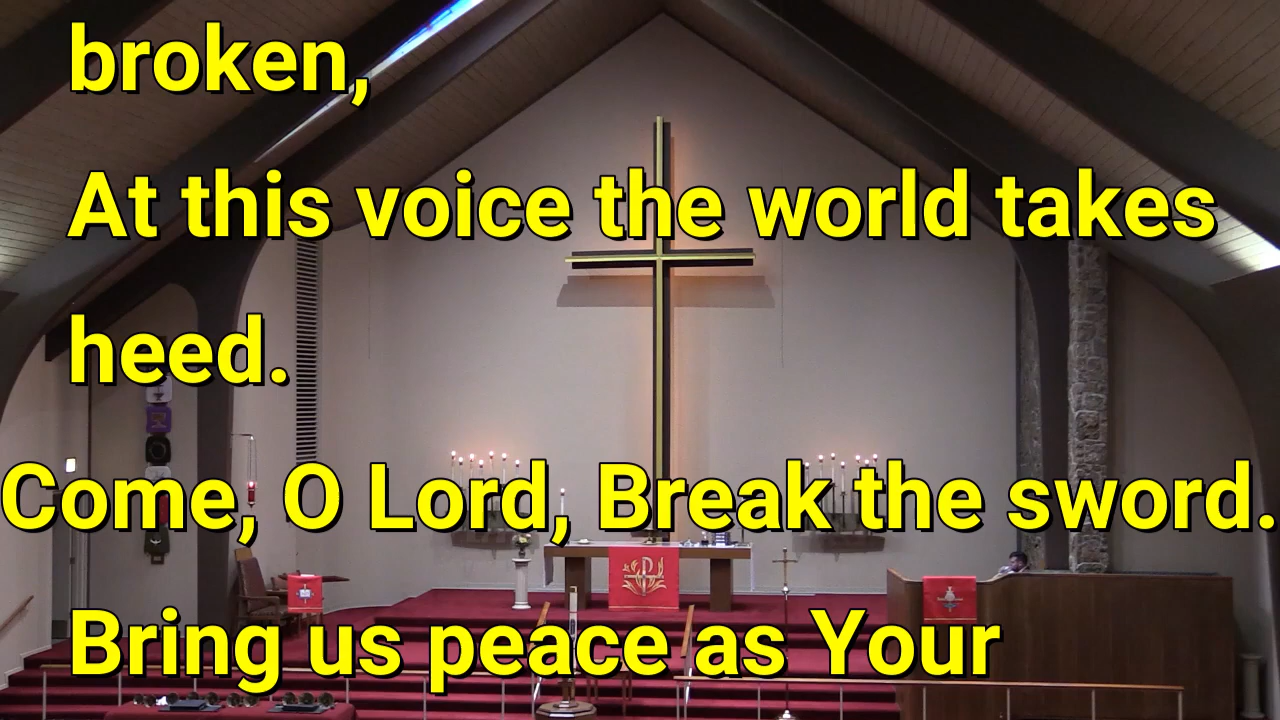 broken,
At this voice the world takes
heed.
Come, O Lord, Break the sword.
Bring us peace as Your